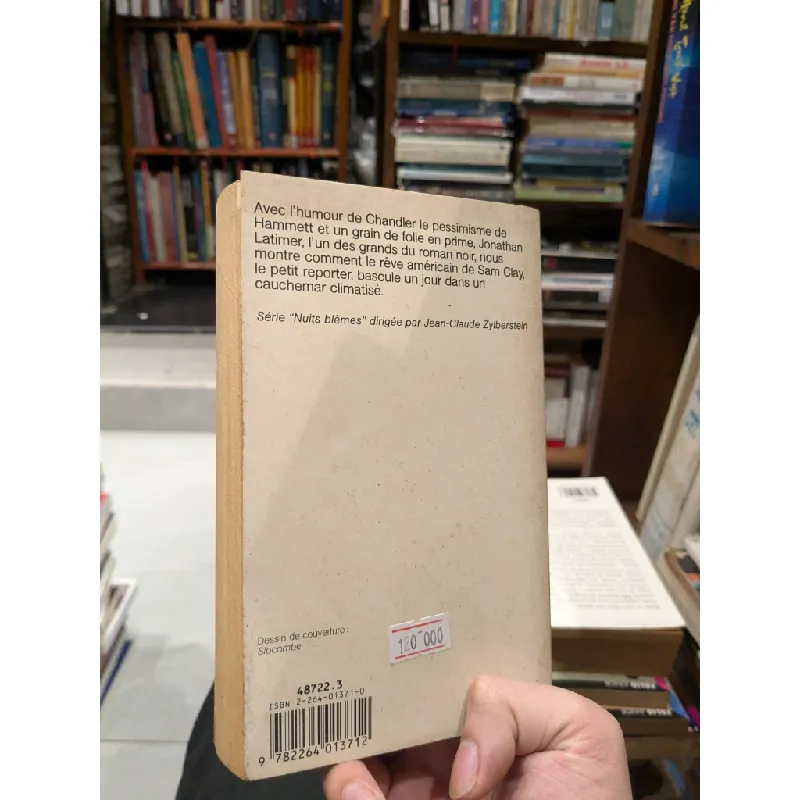 Avec l'humour de Chandler le pessimisme de
Hammett et un grain de folie en prime, Jonathan
Latimer, l'un des grands du roman noir, nous
montre comment le rêve américain de Sam Clay,
le petit reporter, bascule un jour dans un
cauchemar climatisé.
Série "Nuits blêmes" dirigée par Jean-Claude Zylberstein
Dessin de couverture :
Slocombe
120 000
48722.3
ISBN 2-264-01371-0
9 782264 013712